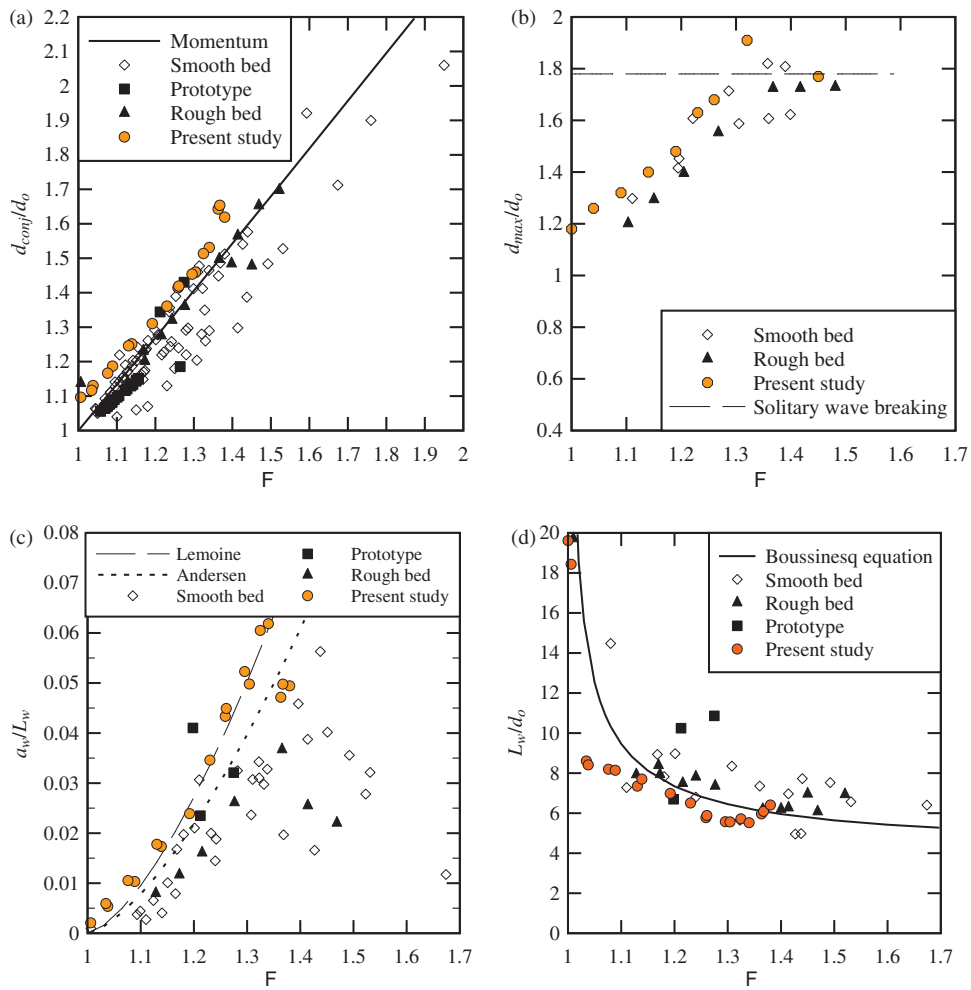 (a)
2.2
2.1
2
1.9
1.8
1.7
1.6
1.5
1.4
1.3
1.2
1.1
1
d_conj/d_o
Momentum
Smooth bed
Prototype
Rough bed
Present study
1 1.1 1.2 1.3 1.4 1.5 1.6 1.7 1.8 1.9 2
F
(b)
2
1.8
1.6
1.4
1.2
1
0.8
0.6
0.4
d_max/d_o
Smooth bed
Rough bed
Present study
Solitary wave breaking
1 1.1 1.2 1.3 1.4 1.5 1.6 1.7
F
(c)
0.08
0.07
0.06
0.05
0.04
0.03
0.02
0.01
0
a_w/L_w
Lemoine
Andersen
Smooth bed
Prototype
Rough bed
Present study
1 1.1 1.2 1.3 1.4 1.5 1.6 1.7
F
(d)
20
18
16
14
12
10
8
6
4
2
0
L_w/d_o
Boussinesq equation
Smooth bed
Rough bed
Prototype
Present study
1 1.1 1.2 1.3 1.4 1.5 1.6 1.7
F